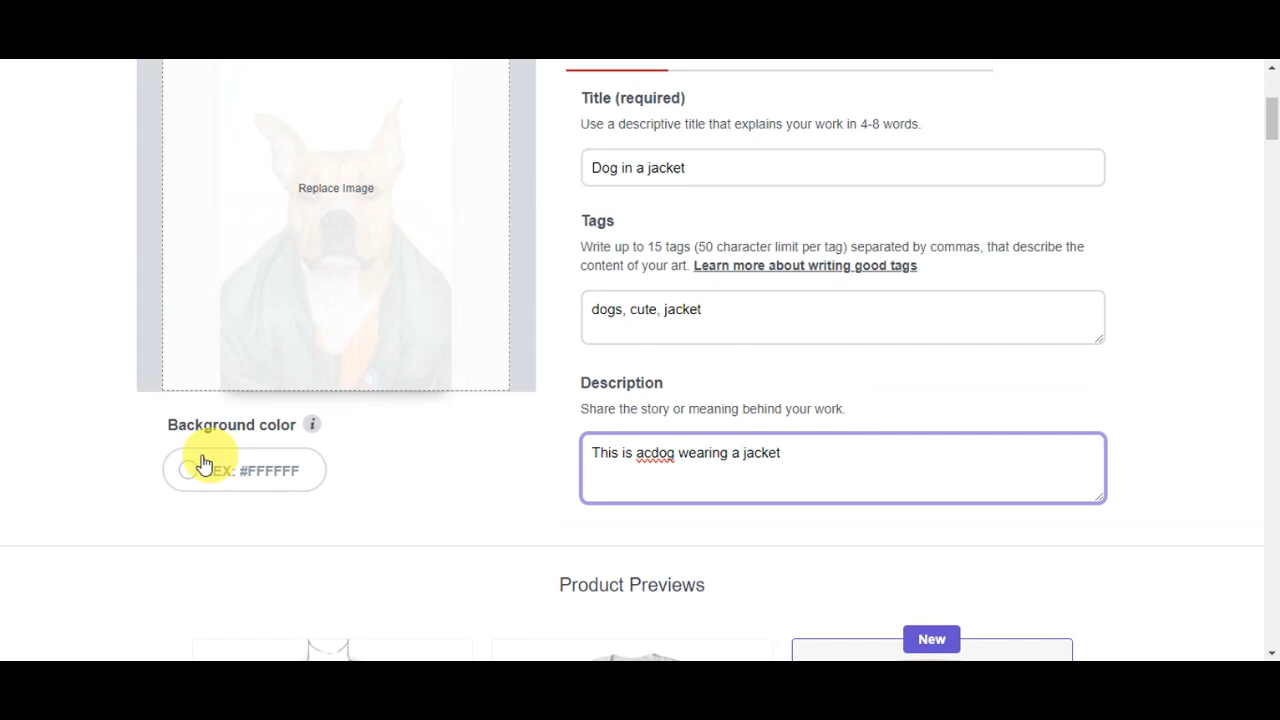 Title (required)
Use a descriptive title that explains your work in 4-8 words.
Dog in a jacket
Replace Image
Tags
Write up to 15 tags (50 character limit per tag) separated by commas, that describe the
content of your art. Learn more about writing good tags
dogs, cute, jacket
Description
Share the story or meaning behind your work.
This is acdog wearing a jacket
Background color i
EX: #FFFFFF
Product Previews
New